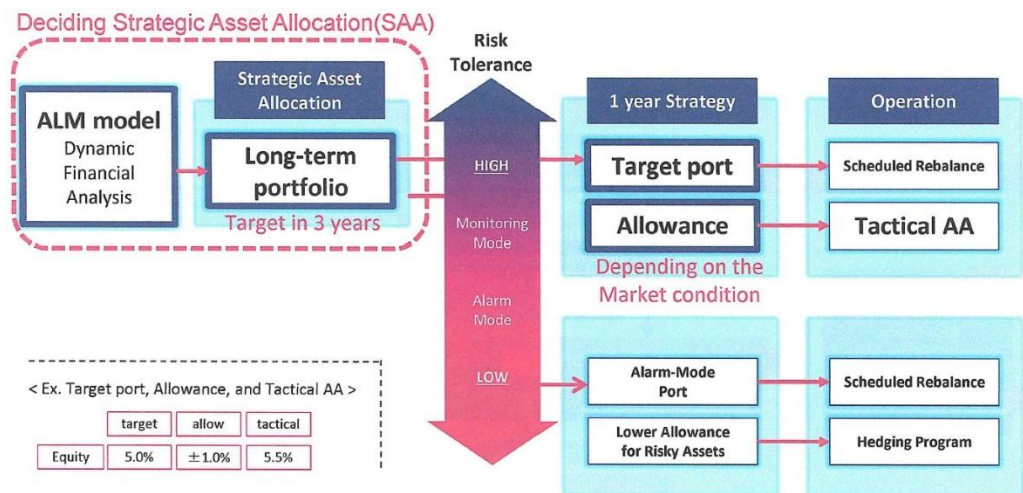 Deciding Strategic Asset Allocation(SAA)
ALM model
Dynamic
Financial
Analysis
Strategic Asset
Allocation
Long-term
portfolio
Target in 3 years
Risk
Tolerance
HIGH
Monitoring
Mode
Alarm
Mode
LOW
1 year Strategy
Target port
Allowance
Depending on the
Market condition
Operation
Scheduled Rebalance
Tactical AA
Alarm-Mode
Port
Lower Allowance
for Risky Assets
Scheduled Rebalance
Hedging Program
< Ex. Target port, Allowance, and Tactical AA >
target allow tactical
Equity 5.0% ±1.0% 5.5%